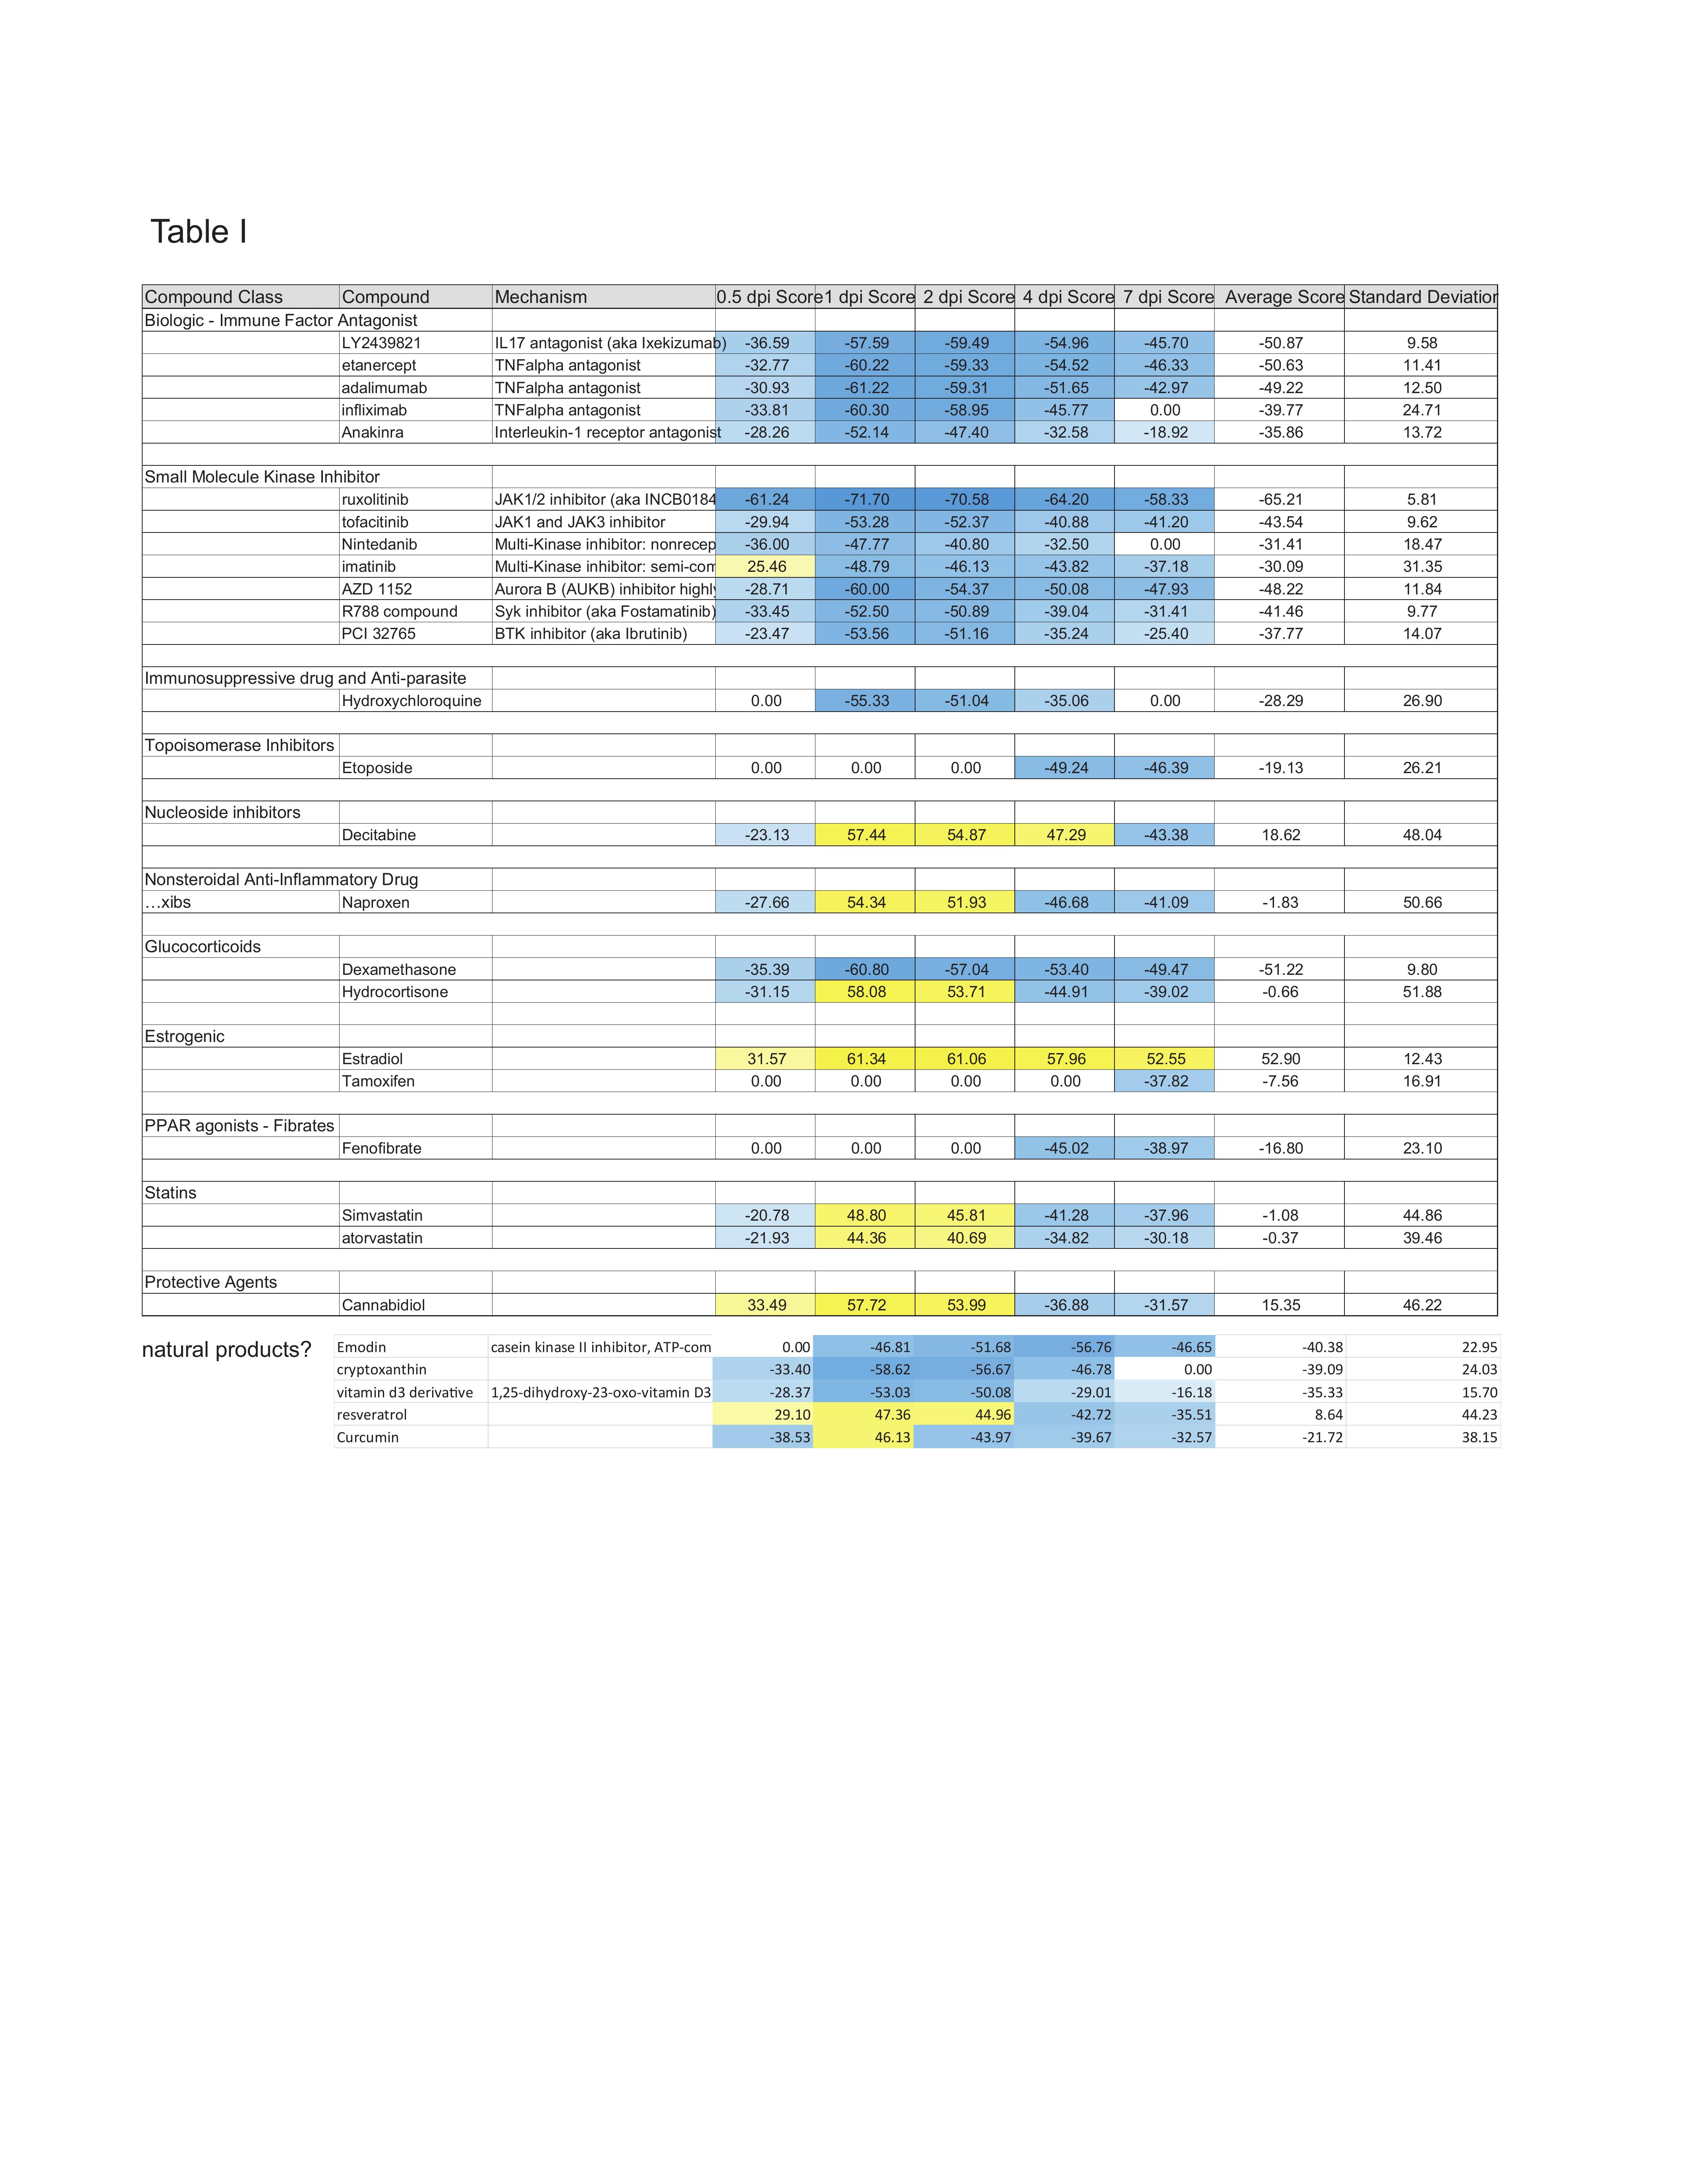 Table I
Compound Class Compound Mechanism 0.5 dpi Score 1 dpi Score 2 dpi Score 4 dpi Score 7 dpi Score Average Score Standard Deviation
Biologic - Immune Factor Antagonist
LY2439821 IL17 antagonist (aka Ixekizumab) -36.59 -57.59 -59.49 -54.96 -45.70 -50.87 9.58
etanercept TNFalpha antagonist -32.77 -60.22 -59.33 -54.52 -46.33 -50.63 11.41
adalimumab TNFalpha antagonist -30.93 -61.22 -59.31 -51.65 -42.97 -49.22 12.50
infliximab TNFalpha antagonist -33.81 -60.30 -58.95 -45.77 0.00 -39.77 24.71
Anakinra Interleukin-1 receptor antagonist -28.26 -52.14 -47.40 -32.58 -18.92 -35.86 13.72
Small Molecule Kinase Inhibitor
ruxolitinib JAK1/2 inhibitor (aka INCB0184 -61.24 -71.70 -70.58 -64.20 -58.33 -65.21 5.81
tofacitinib JAK1 and JAK3 inhibitor -29.94 -53.28 -52.37 -40.88 -41.20 -43.54 9.62
Nintedanib Multi-Kinase inhibitor: nonrecep -36.00 -47.77 -40.80 -32.50 0.00 -31.41 18.47
imatinib Multi-Kinase inhibitor: semi-com 25.46 -48.79 -46.13 -43.82 -37.18 -30.09 31.35
AZD 1152 Aurora B (AUKB) inhibitor highly -28.71 -60.00 -54.37 -50.08 -47.93 -48.22 11.84
R788 compound Syk inhibitor (aka Fostamatinib) -33.45 -52.50 -50.89 -39.04 -31.41 -41.46 9.77
PCI 32765 BTK inhibitor (aka Ibrutinib) -23.47 -53.56 -51.16 -35.24 -25.40 -37.77 14.07
Immunosuppressive drug and Anti-parasite
Hydroxychloroquine 0.00 -55.33 -51.04 -35.06 0.00 -28.29 26.90
Topoisomerase Inhibitors
Etoposide 0.00 0.00 0.00 -49.24 -46.39 -19.13 26.21
Nucleoside inhibitors
Decitabine -23.13 57.44 54.87 47.29 -43.38 18.62 48.04
Nonsteroidal Anti-Inflammatory Drug
…xibs Naproxen -27.66 54.34 51.93 -46.68 -41.09 -1.83 50.66
Glucocorticoids
Dexamethasone -35.39 -60.80 -57.04 -53.40 -49.47 -51.22 9.80
Hydrocortisone -31.15 58.08 53.71 -44.91 -39.02 -0.66 51.88
Estrogenic
Estradiol 31.57 61.34 61.06 57.96 52.55 52.90 12.43
Tamoxifen 0.00 0.00 0.00 0.00 -37.82 -7.56 16.91
PPAR agonists - Fibrates
Fenofibrate 0.00 0.00 0.00 -45.02 -38.97 -16.80 23.10
Statins
Simvastatin -20.78 48.80 45.81 -41.28 -37.96 -1.08 44.86
atorvastatin -21.93 44.36 40.69 -34.82 -30.18 -0.37 39.46
Protective Agents
Cannabidiol 33.49 57.72 53.99 -36.88 -31.57 15.35 46.22
natural products? Emodin casein kinase II inhibitor, ATP-com 0.00 -46.81 -51.68 -56.76 -46.65 -40.38 22.95
cryptoxanthin -33.40 -58.62 -56.67 -46.78 0.00 -39.09 24.03
vitamin d3 derivative 1,25-dihydroxy-23-oxo-vitamin D3 -28.37 -53.03 -50.08 -29.01 -16.18 -35.33 15.70
resveratrol 29.10 47.36 44.96 -42.72 -35.51 8.64 44.23
Curcumin -38.53 46.13 -43.97 -39.67 -32.57 -21.72 38.15